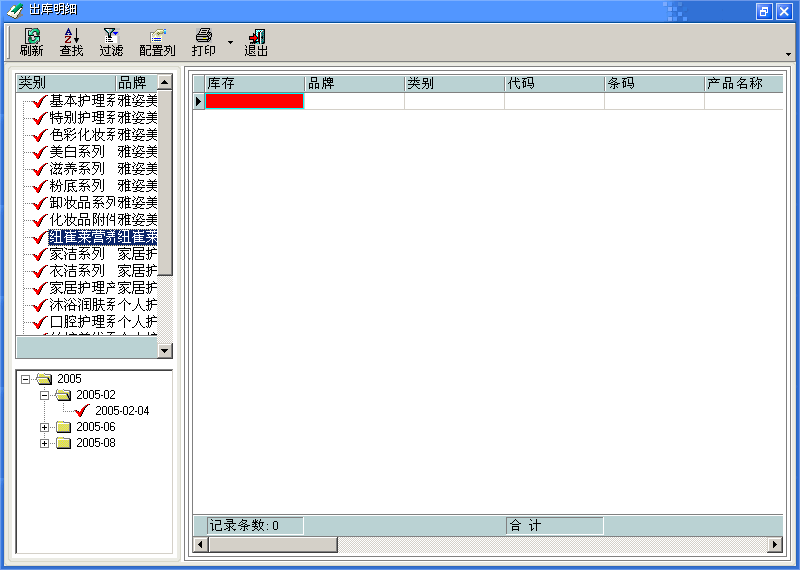 出库明细
刷新 查找 过滤 配置列 打印 退出
类别 品牌
基本护理系 雅姿美
特别护理系 雅姿美
色彩化妆系 雅姿美
美白系列 雅姿美
滋养系列 雅姿美
粉底系列 雅姿美
卸妆品系列 雅姿美
化妆品附件 雅姿美
纽崔莱营养 纽崔莱
家洁系列 家居护
衣洁系列 家居护
家居护理产 家居护
沐浴润肤系 个人护
口腔护理系 个人护
2005
2005-02
2005-02-04
2005-06
2005-08
库存 品牌 类别 代码 条码 产品名称
记录条数: 0 合 计